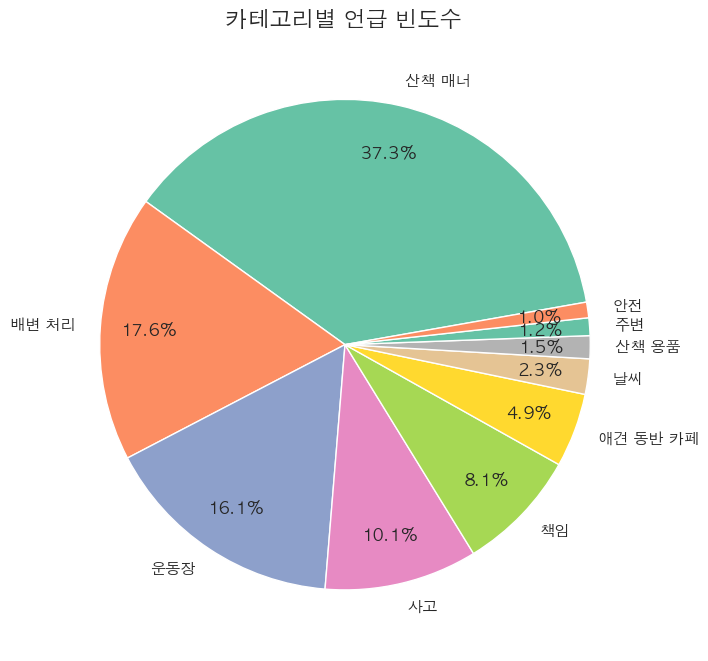 카테고리별 언급 빈도수
산책 매너
37.3%
안전
1.0%
주변
1.2%
배변 처리
17.6%
산책 용품
1.5%
날씨
2.3%
애견 동반 카페
4.9%
책임
8.1%
운동장
16.1%
사고
10.1%